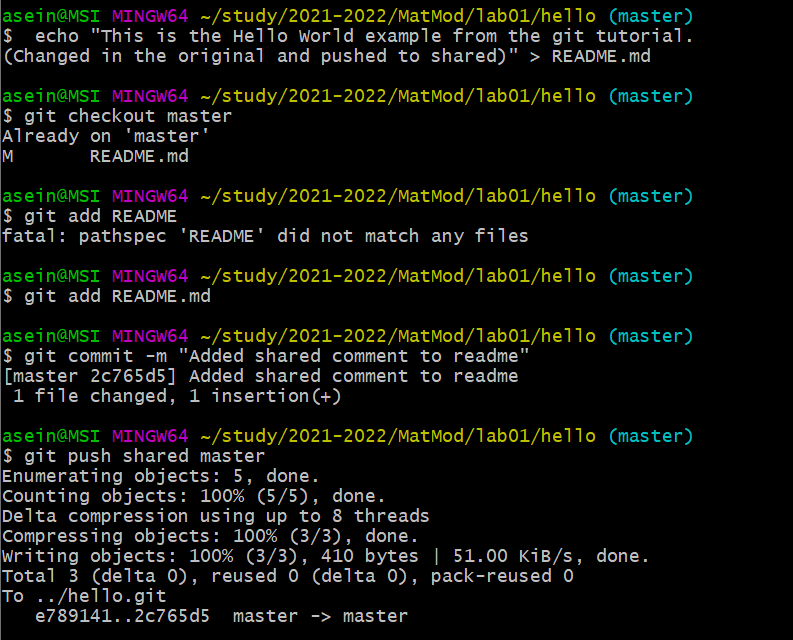 asein@MSI MINGW64 ~/study/2021-2022/MatMod/lab01/hello (master)
$  echo "This is the Hello World example from the git tutorial.
(Changed in the original and pushed to shared)" > README.md
asein@MSI MINGW64 ~/study/2021-2022/MatMod/lab01/hello (master)
$ git checkout master
Already on 'master'
M       README.md
asein@MSI MINGW64 ~/study/2021-2022/MatMod/lab01/hello (master)
$ git add README
fatal: pathspec 'README' did not match any files
asein@MSI MINGW64 ~/study/2021-2022/MatMod/lab01/hello (master)
$ git add README.md
asein@MSI MINGW64 ~/study/2021-2022/MatMod/lab01/hello (master)
$ git commit -m "Added shared comment to readme"
[master 2c765d5] Added shared comment to readme
 1 file changed, 1 insertion(+)
asein@MSI MINGW64 ~/study/2021-2022/MatMod/lab01/hello (master)
$ git push shared master
Enumerating objects: 5, done.
Counting objects: 100% (5/5), done.
Delta compression using up to 8 threads
Compressing objects: 100% (3/3), done.
Writing objects: 100% (3/3), 410 bytes | 51.00 KiB/s, done.
Total 3 (delta 0), reused 0 (delta 0), pack-reused 0
To ../hello.git
   e789141..2c765d5  master -> master